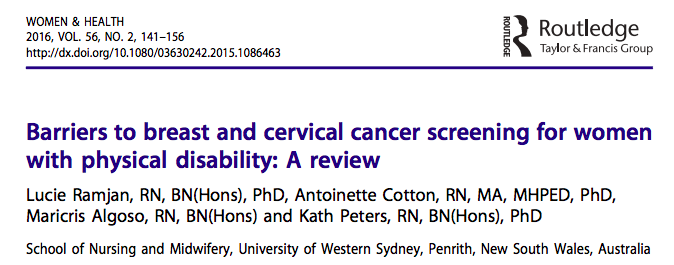 WOMEN & HEALTH
2016, VOL. 56, NO. 2, 141–156
http://dx.doi.org/10.1080/03630242.2015.1086463
ROUTLEDGE
Routledge
Taylor & Francis Group
Barriers to breast and cervical cancer screening for women
with physical disability: A review
Lucie Ramjan, RN, BN(Hons), PhD, Antoinette Cotton, RN, MA, MHPED, PhD,
Maricris Algoso, RN, BN(Hons) and Kath Peters, RN, BN(Hons), PhD
School of Nursing and Midwifery, University of Western Sydney, Penrith, New South Wales, Australia